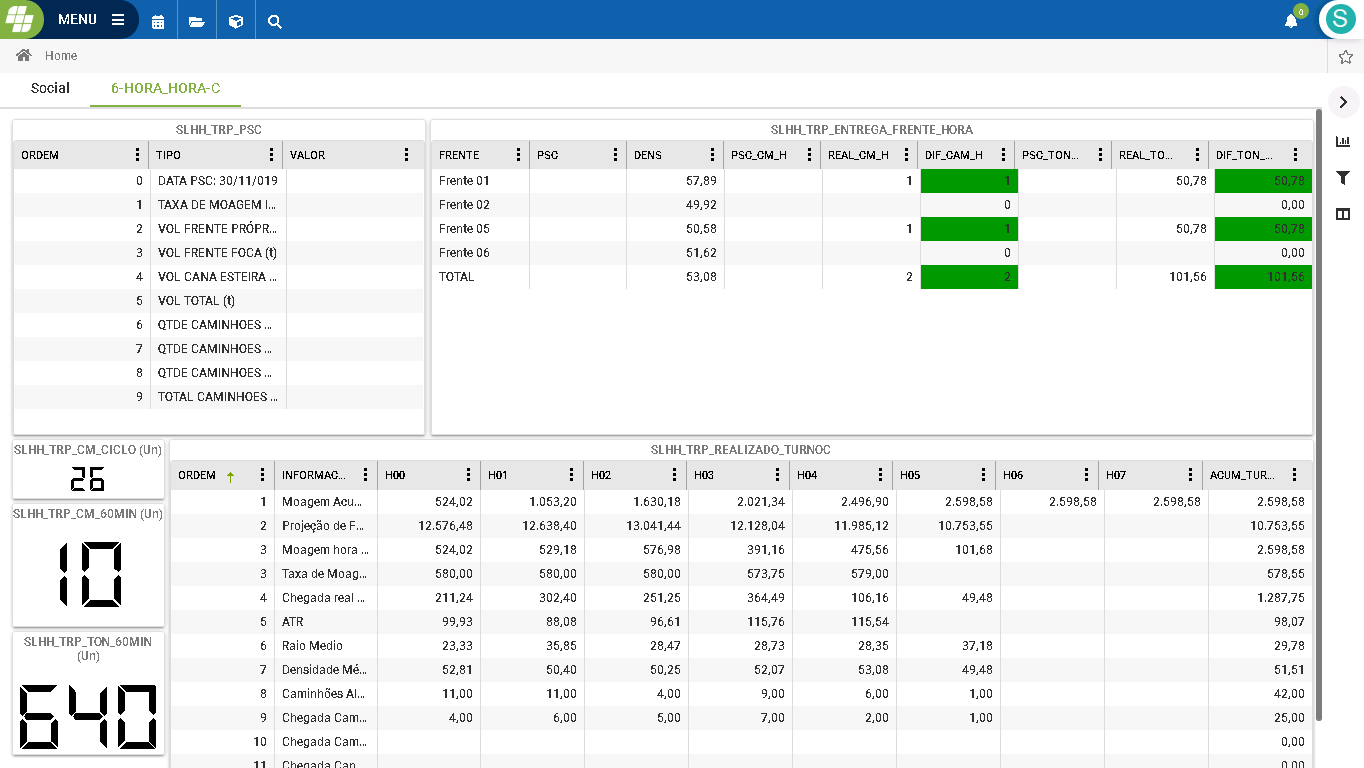 MENU
0
S
Home
Social 6-HORA_HORA-C
SLHH_TRP_PSC
ORDEM TIPO VALOR
0 DATA PSC: 30/11/019
1 TAXA DE MOAGEM I...
2 VOL FRENTE PRÓPR...
3 VOL FRENTE FOCA (t)
4 VOL CANA ESTEIRA ...
5 VOL TOTAL (t)
6 QTDE CAMINHOES ...
7 QTDE CAMINHOES ...
8 QTDE CAMINHOES ...
9 TOTAL CAMINHOES ...
SLHH_TRP_ENTREGA_FRENTE_HORA
FRENTE PSC DENS PSC_CM_H REAL_CM_H DIF_CAM_H PSC_TON... REAL_TO... DIF_TON_...
Frente 01 57,89 1 1 50,78 50,78
Frente 02 49,92 0 0,00
Frente 05 50,58 1 1 50,78 50,78
Frente 06 51,62 0 0,00
TOTAL 53,08 2 2 101,56 101,56
SLHH_TRP_CM_CICLO (Un)
26
SLHH_TRP_CM_60MIN (Un)
10
SLHH_TRP_TON_60MIN
(Un)
640
SLHH_TRP_REALIZADO_TURNOC
ORDEM INFORMAC... H00 H01 H02 H03 H04 H05 H06 H07 ACUM_TUR...
1 Moagem Acu... 524,02 1.053,20 1.630,18 2.021,34 2.496,90 2.598,58 2.598,58 2.598,58 2.598,58
2 Projeção de F... 12.576,48 12.638,40 13.041,44 12.128,04 11.985,12 10.753,55 10.753,55
3 Moagem hora ... 524,02 529,18 576,98 391,16 475,56 101,68 2.598,58
3 Taxa de Moag... 580,00 580,00 580,00 573,75 579,00 578,55
4 Chegada real ... 211,24 302,40 251,25 364,49 106,16 49,48 1.287,75
5 ATR 99,93 88,08 96,61 115,76 115,54 98,07
6 Raio Medio 23,33 35,85 28,47 28,73 28,35 37,18 29,78
7 Densidade Mé... 52,81 50,40 50,25 52,07 53,08 49,48 51,51
8 Caminhões Al... 11,00 11,00 4,00 9,00 6,00 1,00 42,00
9 Chegada Cam... 4,00 6,00 5,00 7,00 2,00 1,00 25,00
10 Chegada Cam... 0,00
11 Chegada Can... 0,00